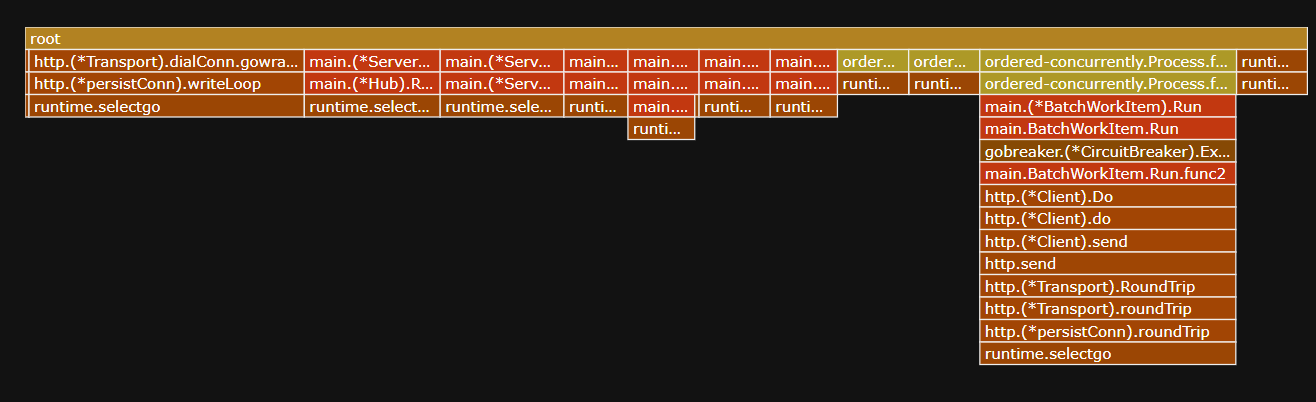 root
http.(*Transport).dialConn.gowra... main.(*Server... main.(*Serv... main... main.... main.... main.... order... order... ordered-concurrently.Process.f... runti...
http.(*persistConn).writeLoop main.(*Hub).R... main.(*Serv... main... main.... main.... main.... runti... runti... ordered-concurrently.Process.f... runti...
runtime.selectgo runtime.select... runtime.sele... runti... main.... runti... runti... main.(*BatchWorkItem).Run
runti... main.BatchWorkItem.Run
gobreaker.(*CircuitBreaker).Ex...
main.BatchWorkItem.Run.func2
http.(*Client).Do
http.(*Client).do
http.(*Client).send
http.send
http.(*Transport).RoundTrip
http.(*Transport).roundTrip
http.(*persistConn).roundTrip
runtime.selectgo